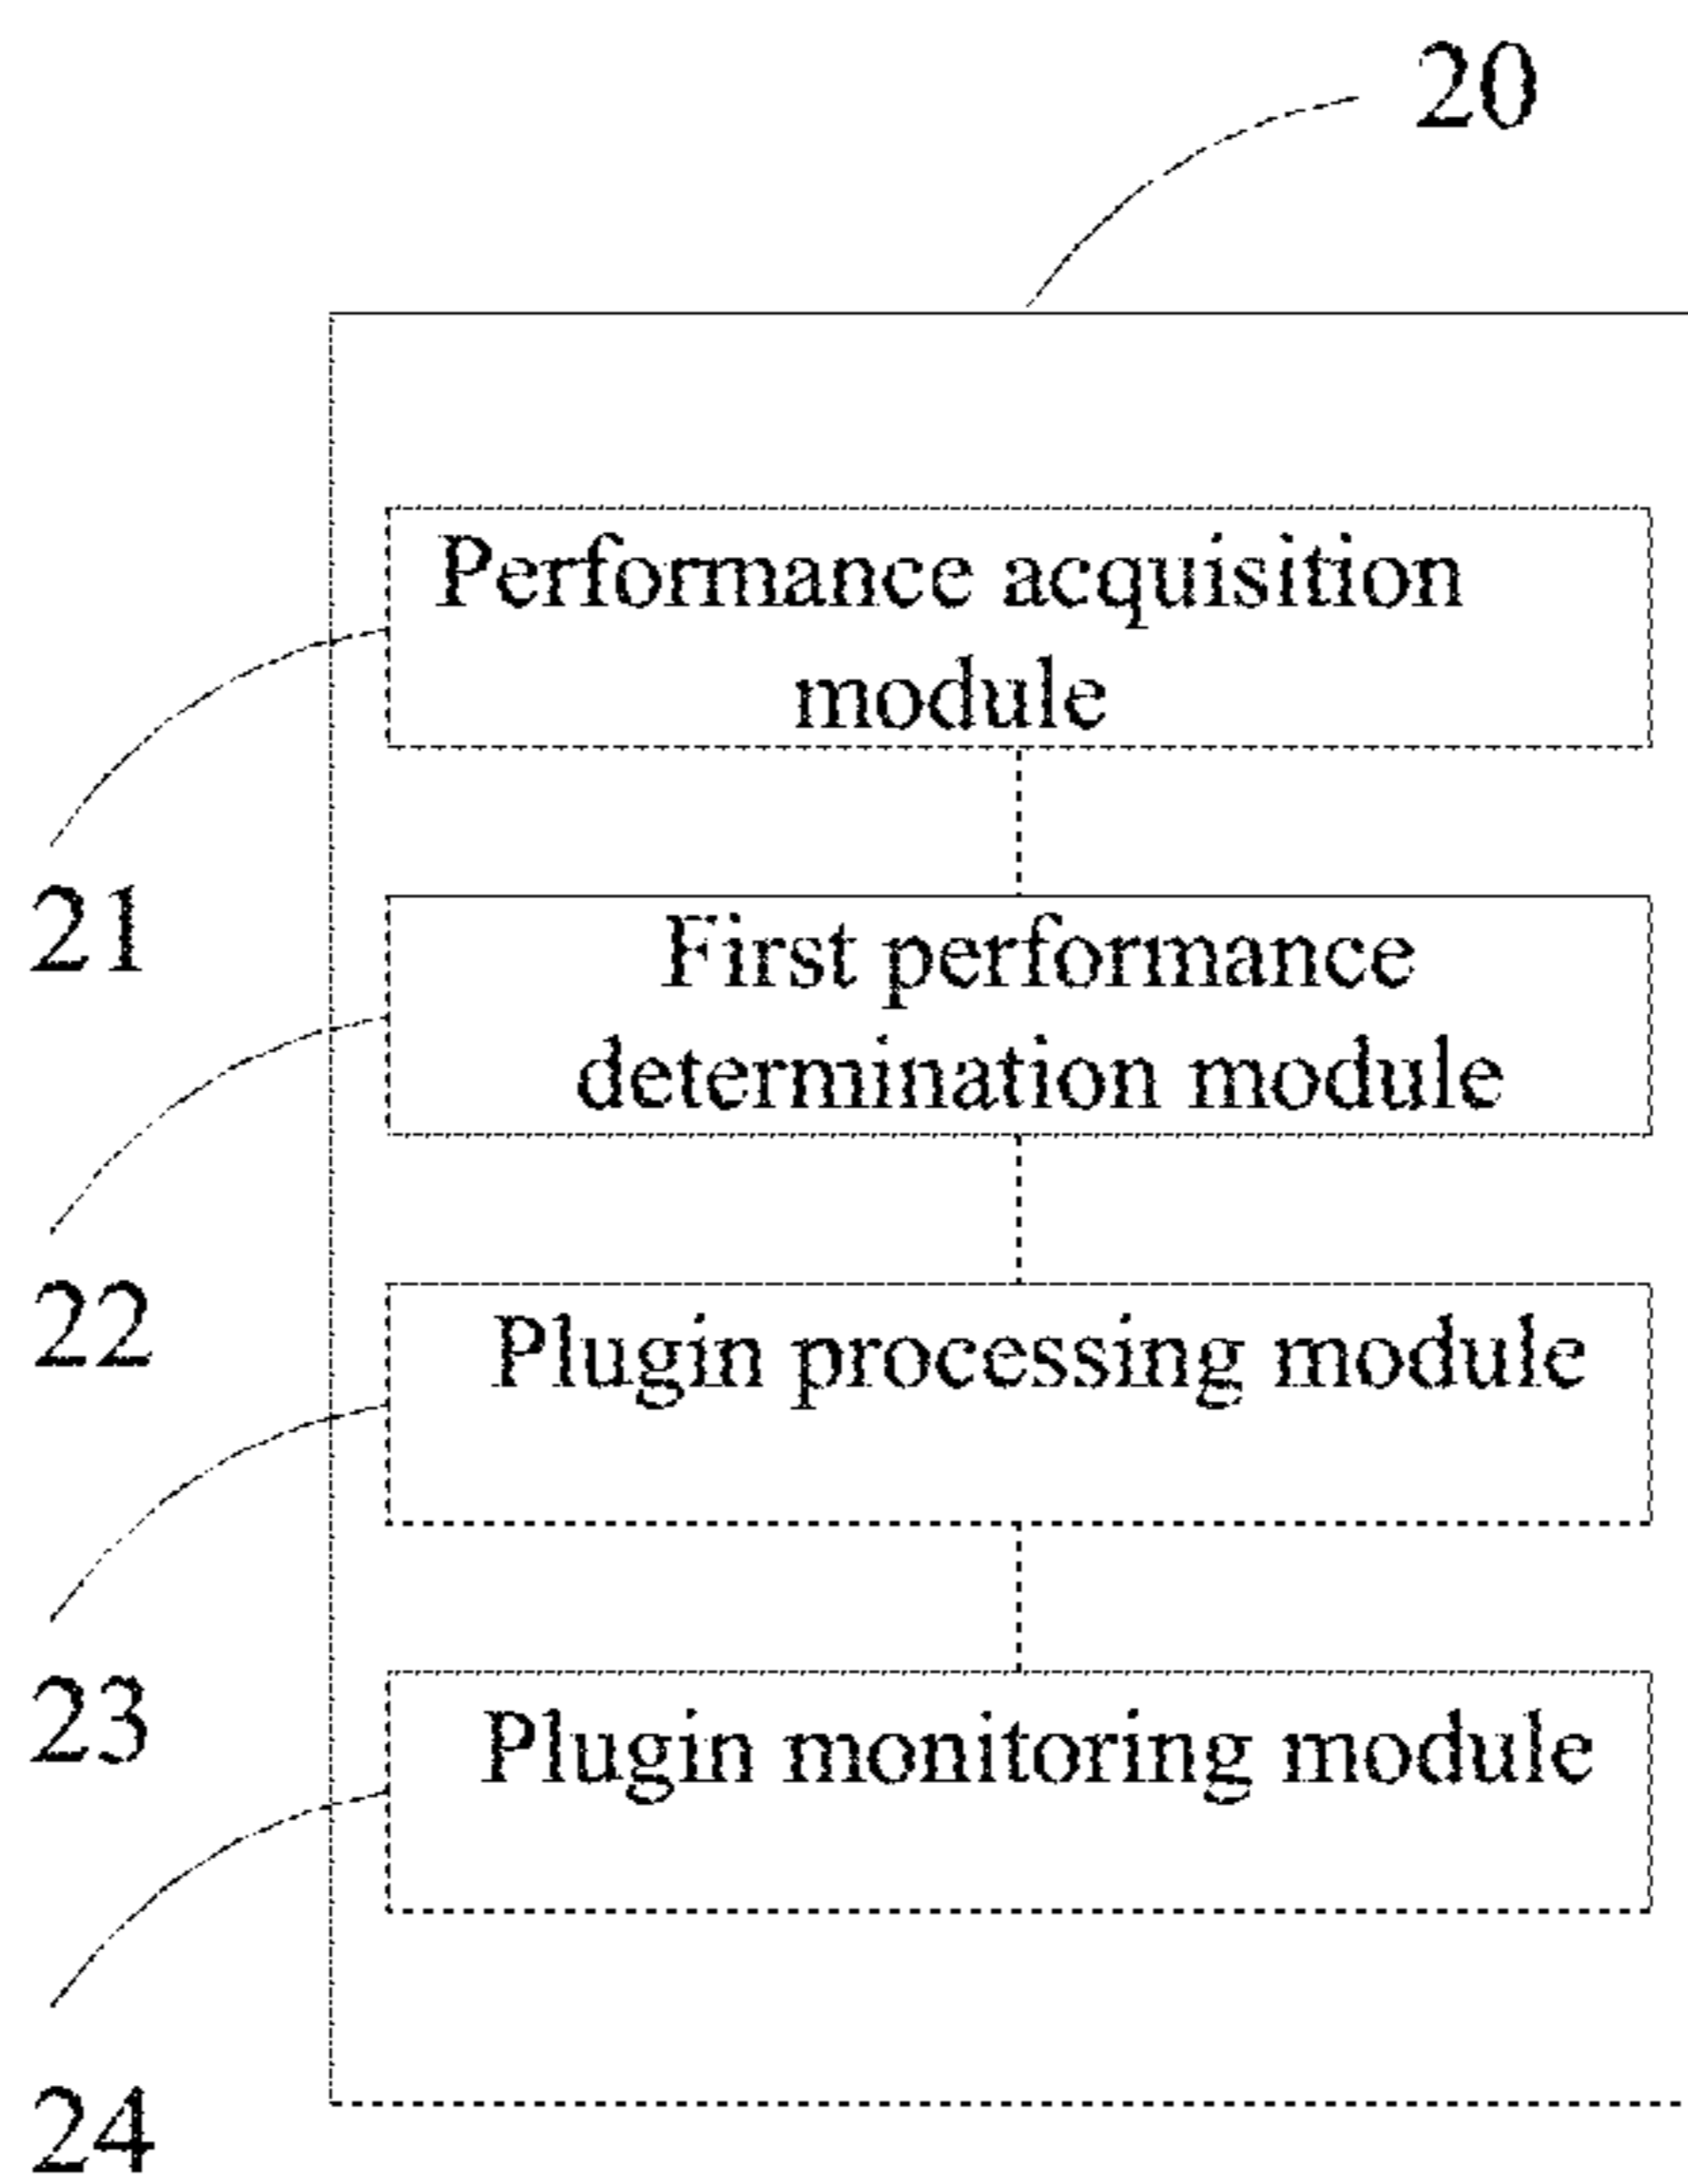 20
Performance acquisition
module
21
First performance
determination module
22
Plugin processing module
23
Plugin monitoring module
24